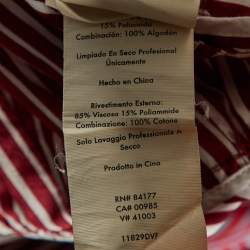 15% Poliamida
Combinación: 100% Algodón
Limpiado En Seco Profesional
Únicamente
Hecho en China
Rivestimento Esterno:
85% Viscosa 15% Poliammide
Combinazione: 100% Cotone
Solo Lavaggio Professionale a
Secco
Prodotto in Cina
RN# 84177
CA# 00985
V# 41003
11829DVF